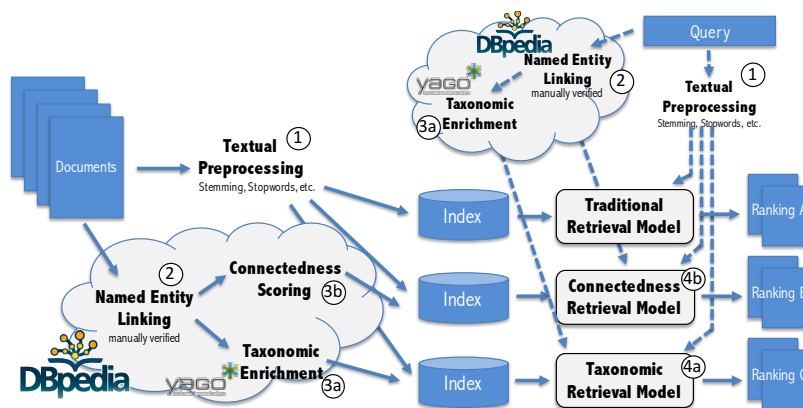 DBpedia
Query
Named Entity
Linking
manually verified
2
yago
Taxonomic
Enrichment
3a
1
Textual
Preprocessing
Stemming, Stopwords, etc.
Documents
1
Textual
Preprocessing
Stemming, Stopwords, etc.
Index
Traditional
Retrieval Model
Ranking A
2
Named Entity
Linking
manually verified
Connectedness
Scoring
3b
Index
Connectedness
Retrieval Model
4b
Ranking
Taxonomic
Enrichment
3a
DBpedia
yago
Index
Taxonomic
Retrieval Model
4a
Ranking